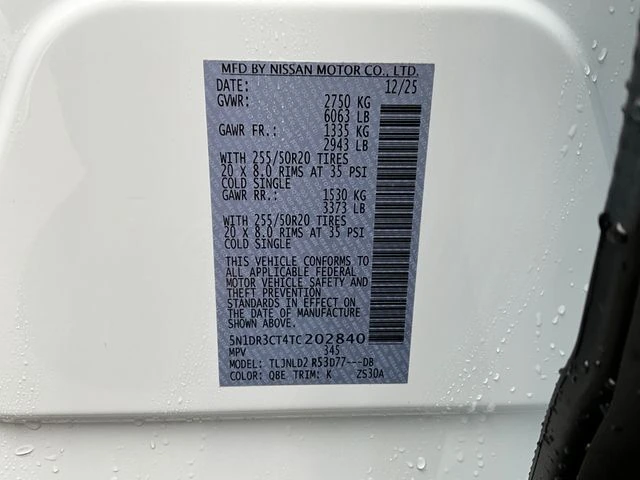 MFD BY NISSAN MOTOR CO., LTD.
DATE: 12/25
GVWR: 2750 KG
6063 LB
GAWR FR.: 1335 KG
2943 LB
WITH 255/50R20 TIRES
20 X 8.0 RIMS AT 35 PSI
COLD SINGLE
GAWR RR.: 1530 KG
3373 LB
WITH 255/50R20 TIRES
20 X 8.0 RIMS AT 35 PSI
COLD SINGLE
THIS VEHICLE CONFORMS TO
ALL APPLICABLE FEDERAL
MOTOR VEHICLE SAFETY AND
THEFT PREVENTION
STANDARDS IN EFFECT ON
THE DATE OF MANUFACTURE
SHOWN ABOVE.
5N1DR3CT4TC202840
MPV 345
MODEL: TLJNLD2 R53D77---DB
COLOR: QBE TRIM: K ZS30A